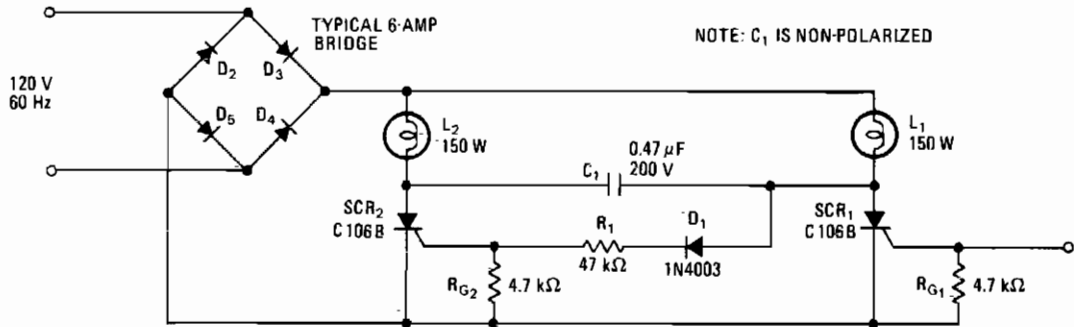 TYPICAL 6-AMP
BRIDGE
NOTE: C₁ IS NON-POLARIZED
120 V
60 Hz
D₂
D₃
D₅
D₄
L₂
150 W
L₁
150 W
0.47 μF
200 V
C₁
SCR₂
C106B
R₁
47 kΩ
D₁
1N4003
SCR₁
C106B
R_G₂
4.7 kΩ
R_G₁
4.7 kΩ